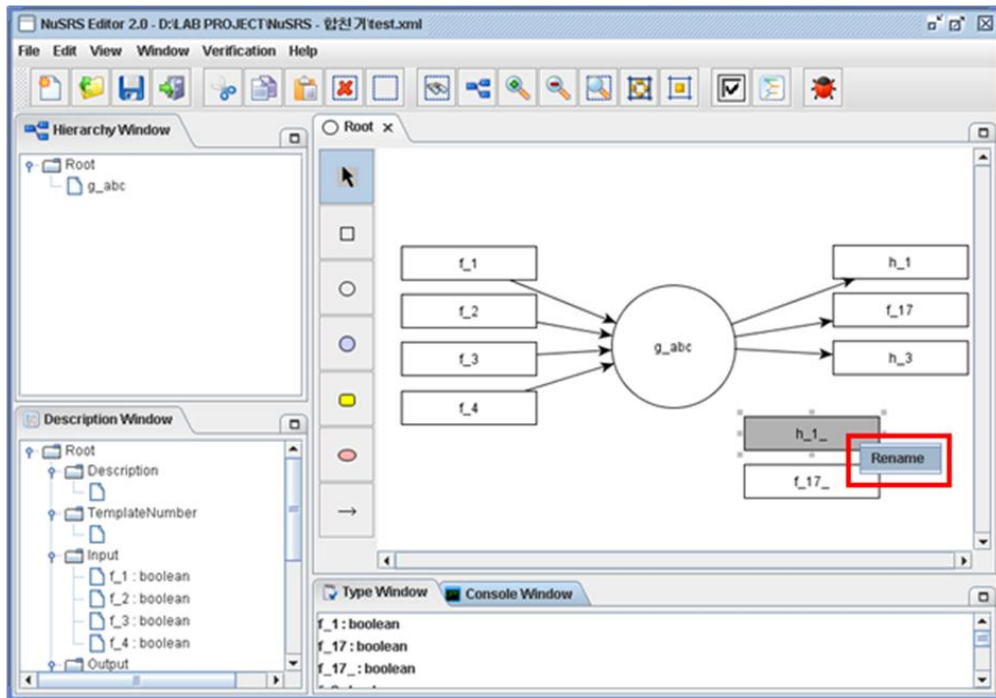 NuSRS Editor 2.0 - D:\LAB PROJECT\NuSRS - 합친거\test.xml
File Edit View Window Verification Help
Hierarchy Window
Root
g_abc
Root
f_1
f_2
f_3
f_4
g_abc
h_1
f_17
h_3
h_1_
Rename
f_17_
Description Window
Root
Description
TemplateNumber
Input
f_1 : boolean
f_2 : boolean
f_3 : boolean
f_4 : boolean
Output
Type Window
Console Window
f_1 : boolean
f_17 : boolean
f_17_ : boolean